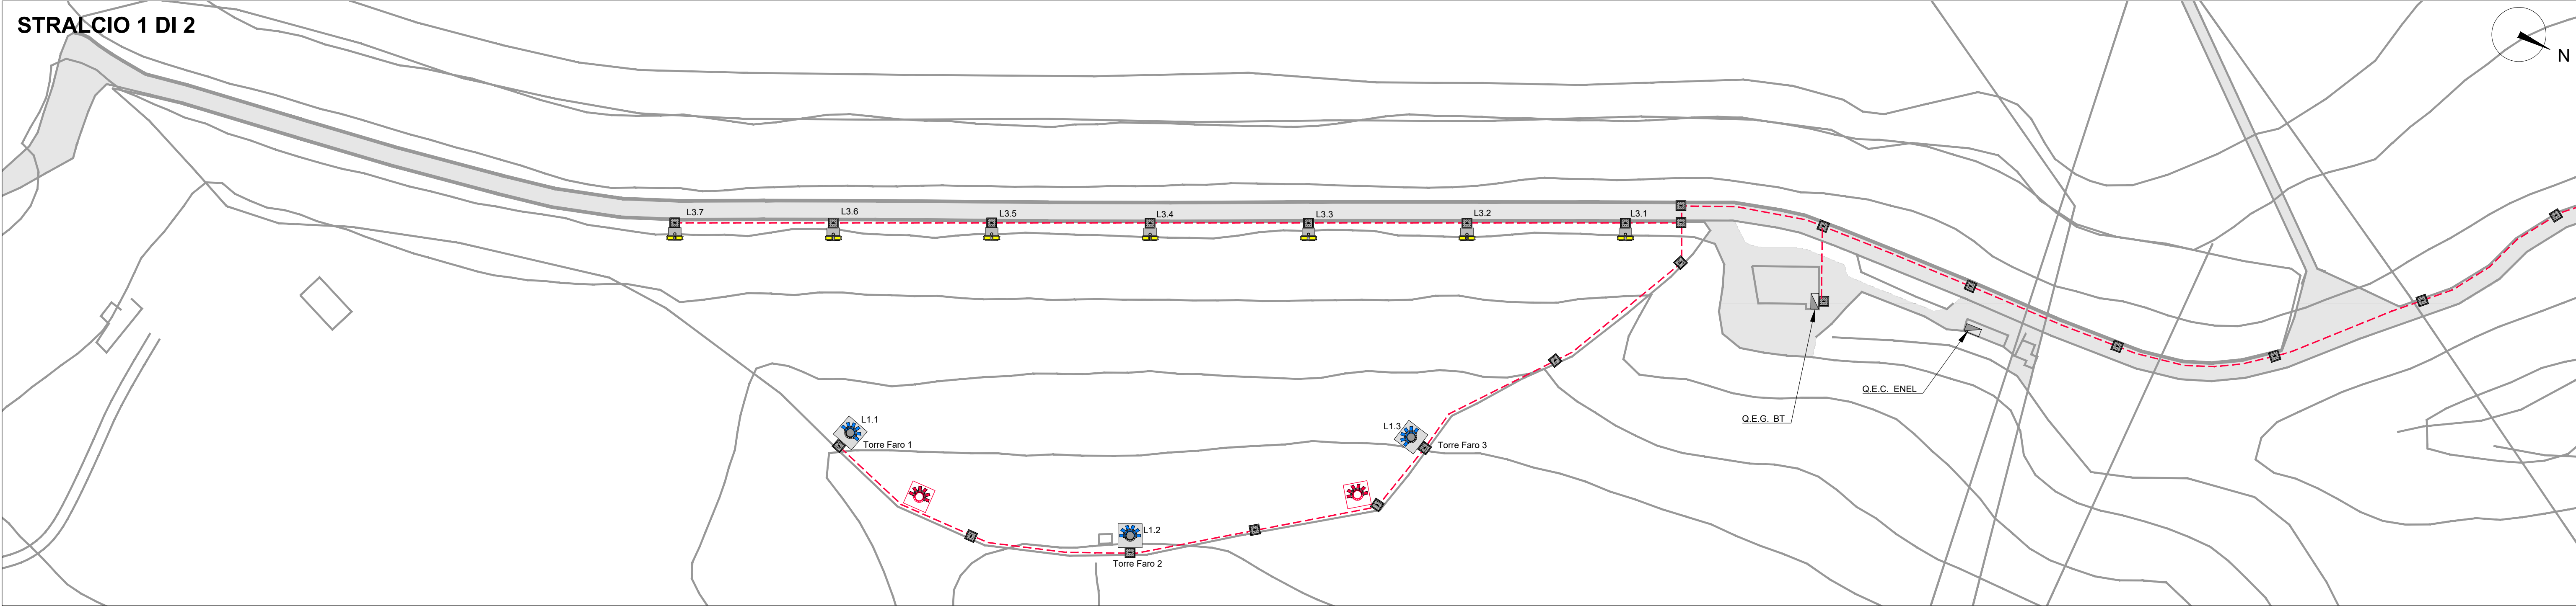 STRALCIO 1 DI 2
N
L3.7
L3.6
L3.5
L3.4
L3.3
L3.2
L3.1
Q.E.C. ENEL
Q.E.G. BT
L1.1
Torre Faro 1
L1.3
Torre Faro 3
L1.2
Torre Faro 2